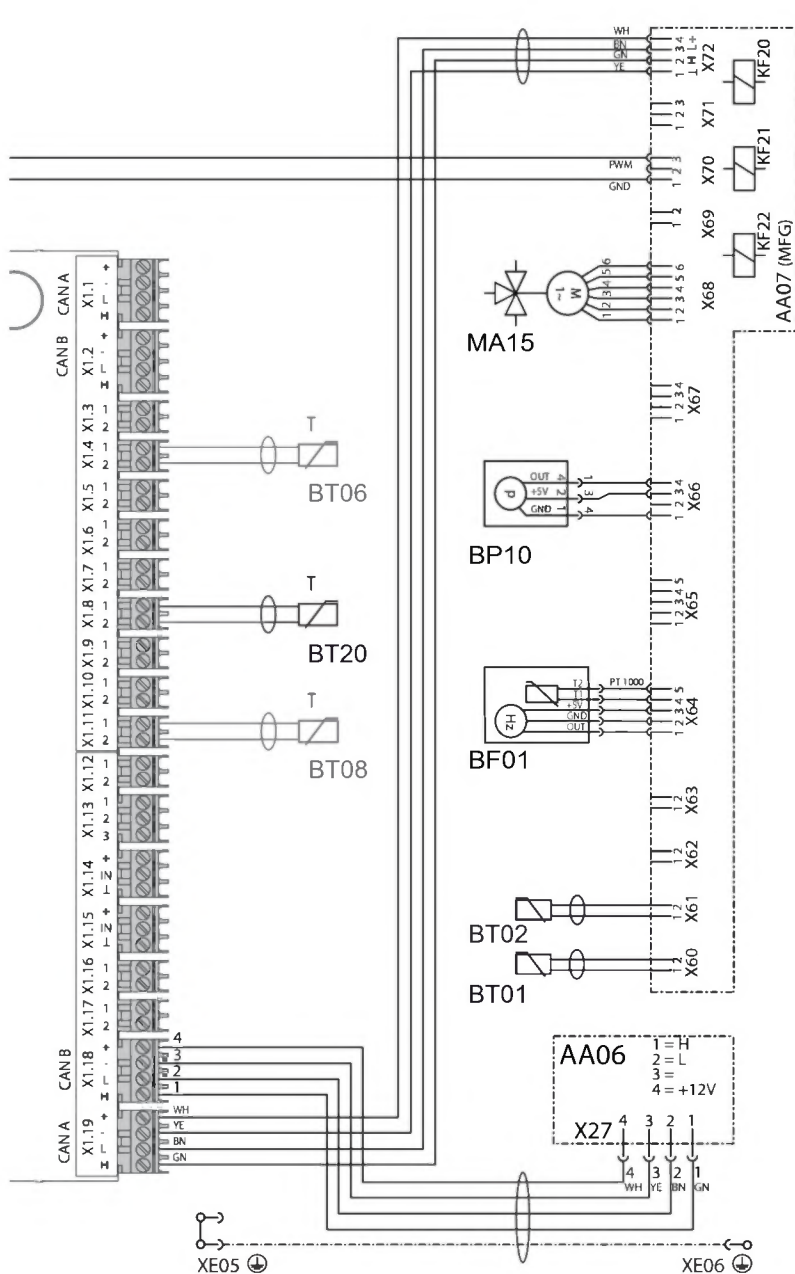 WH
BN
GN
YE
4 L+
3 L
2 H
1 ⊥
X72
KF20
1 2 3
X71
PWM
GND
1 2 3
X70
KF21
1 2
X69
KF22
AA07 (MFG)
M
1~
1 2 3 4 5 6
1 2 3 4 5 6
X68
MA15
1 2 3 4
X67
P
OUT 4 1
+5V 2 3
GND 1 4
1 2 3 4
X66
BP10
1 2 3 4 5
X65
Hz
T2
T1
+5V
GND
OUT
PT 1000
1 2 3 4 5
X64
BF01
1 2
X63
1 2
X62
1 2
X61
BT02
1 2
X60
BT01
CAN A
X1.1
+
-
L
H
CAN B
X1.2
+
-
L
H
X1.3
1
2
X1.4
1
2
T
BT06
X1.5
1
2
X1.6
1
2
X1.7
1
2
X1.8
1
2
T
BT20
X1.9
1
2
X1.10
1
2
X1.11
1
2
T
BT08
X1.12
1
2
X1.13
1
2
3
X1.14
+
IN
⊥
X1.15
+
IN
⊥
X1.16
1
2
X1.17
1
2
CAN B
X1.18
+
-
L
H
4
3
2
1
CAN A
X1.19
+
-
L
H
WH
YE
BN
GN
AA06
1 = H
2 = L
3 =
4 = +12V
X27
4 3 2 1
4 3 2 1
WH YE BN GN
XE05
XE06